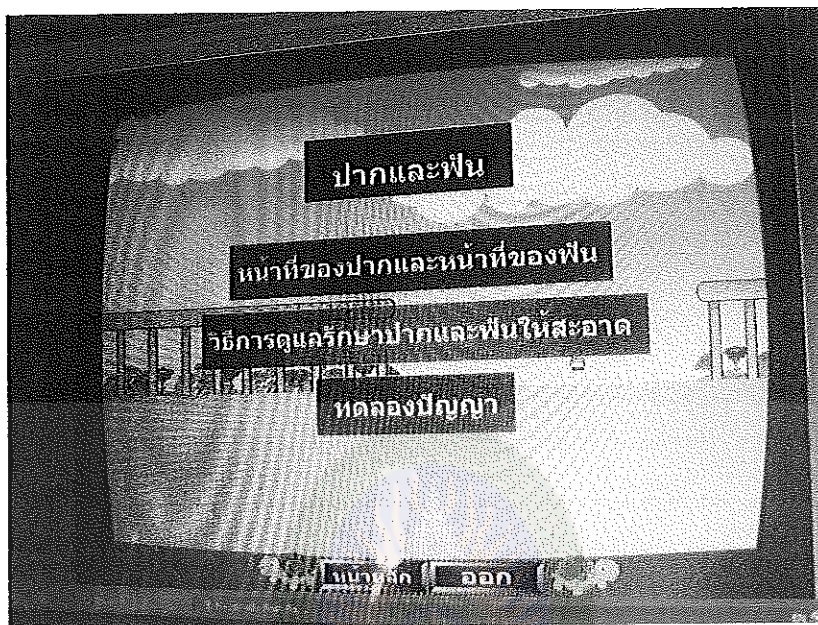 ปากและฟัน
หน้าที่ของปากและหน้าที่ของฟัน
วิธีการดูแลรักษาปากและฟันให้สะอาด
ทดลองปัญญา
ออก